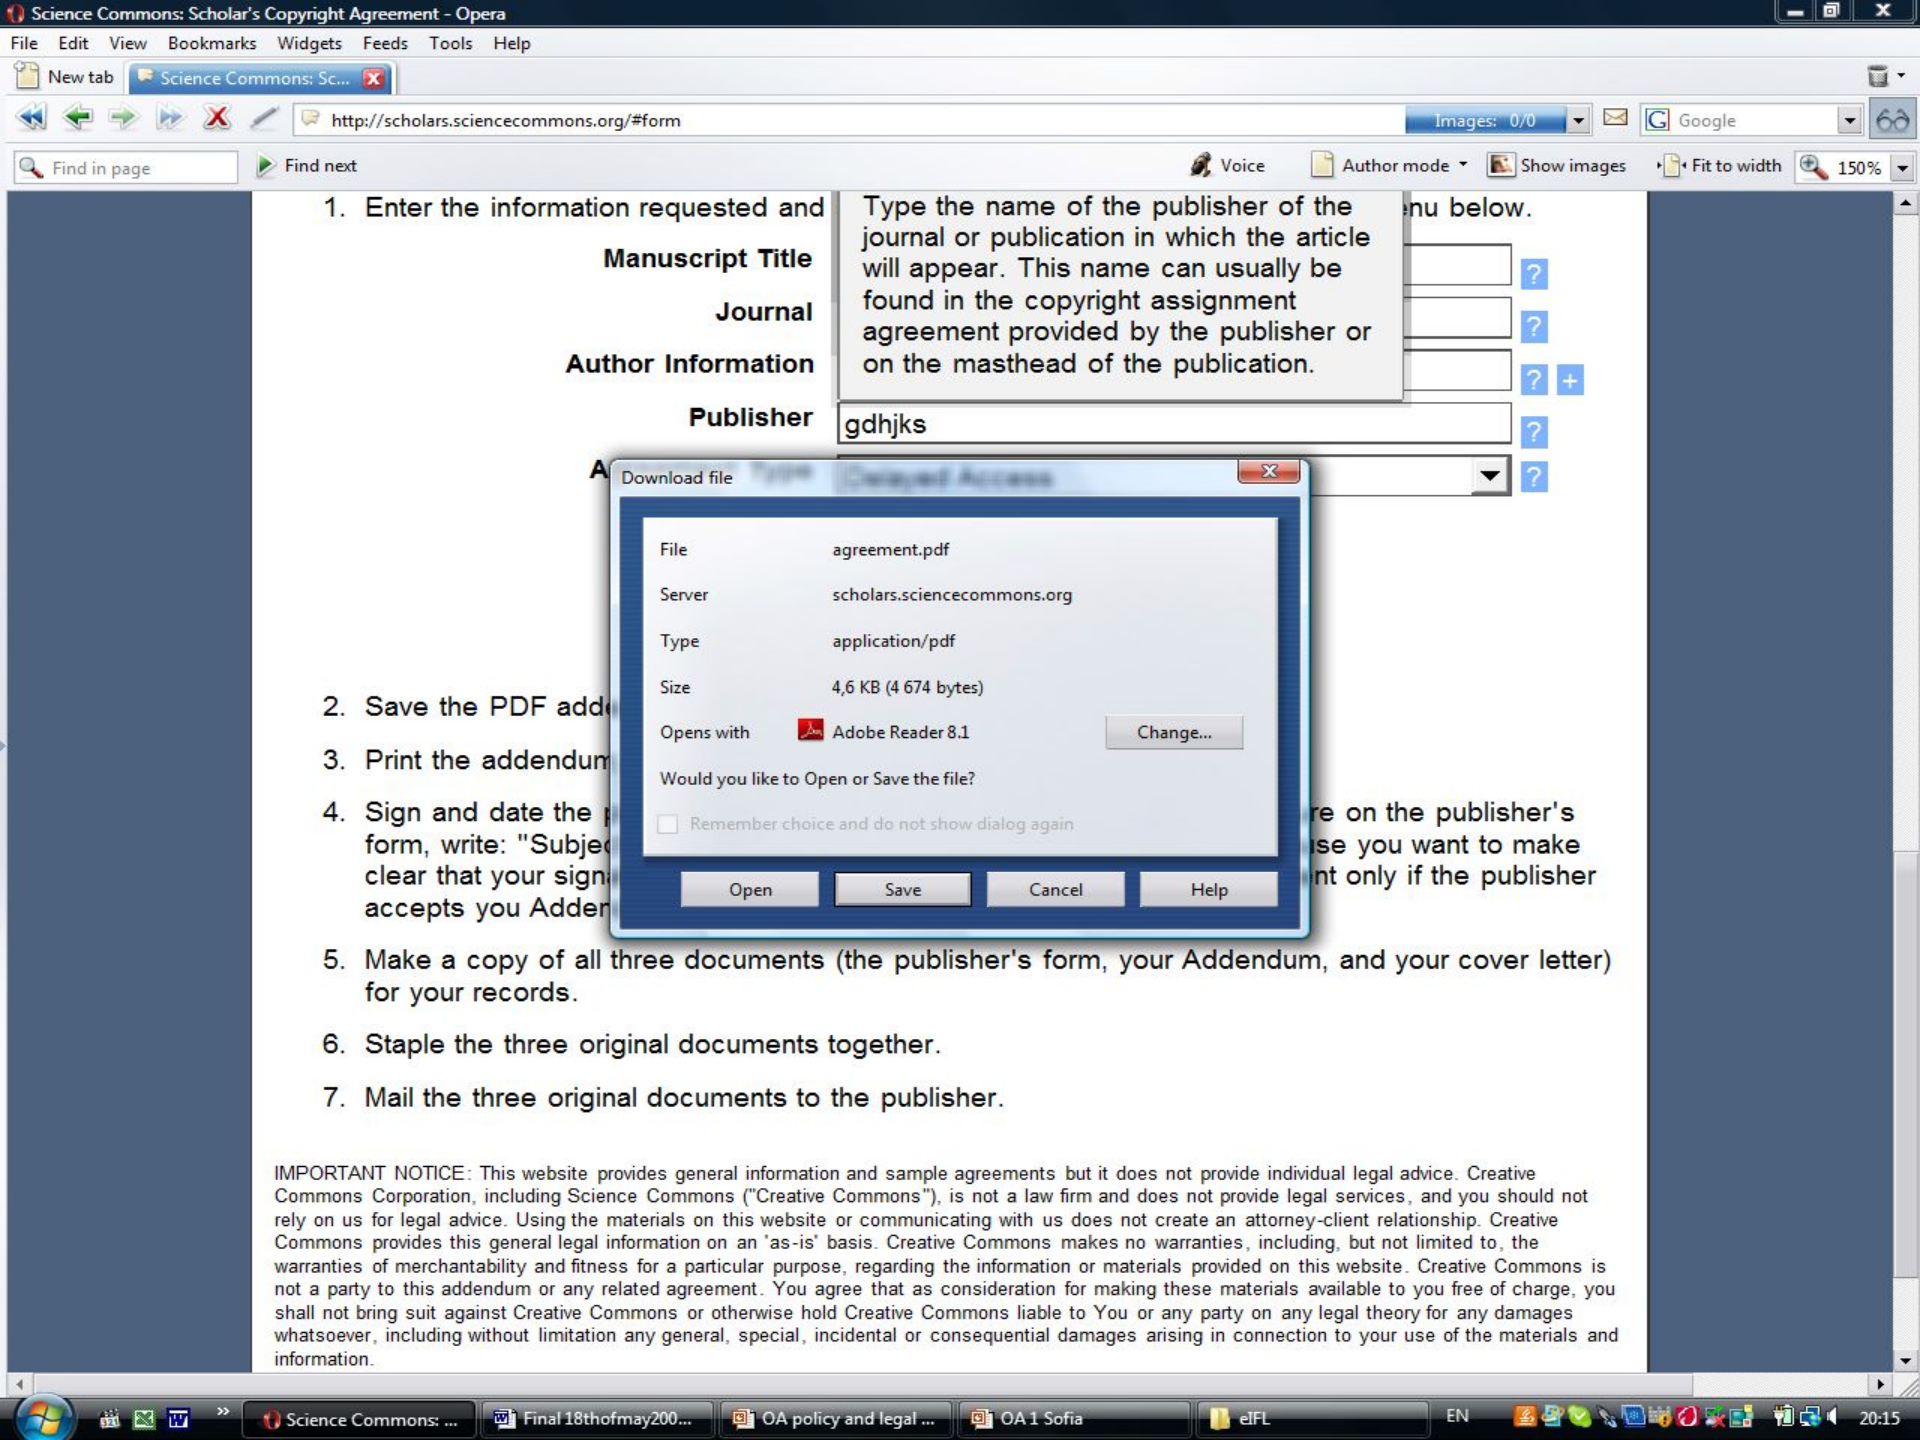 Science Commons: Scholar's Copyright Agreement - Opera
File Edit View Bookmarks Widgets Feeds Tools Help
New tab Science Commons: Sc...
http://scholars.sciencecommons.org/#form Images: 0/0 Google
Find in page Find next Voice Author mode Show images Fit to width 150%
1. Enter the information requested and nu below.
Type the name of the publisher of the
journal or publication in which the article
will appear. This name can usually be
found in the copyright assignment
agreement provided by the publisher or
on the masthead of the publication.
Manuscript Title ?
Journal ?
Author Information ? +
Publisher gdhjks ?
A Type Delayed Access ?
Download file
File agreement.pdf
Server scholars.sciencecommons.org
Type application/pdf
Size 4,6 KB (4 674 bytes)
Opens with Adobe Reader 8.1 Change...
Would you like to Open or Save the file?
Remember choice and do not show dialog again
Open Save Cancel Help
2. Save the PDF adde
3. Print the addendum
4. Sign and date the p re on the publisher's
form, write: "Subjec se you want to make
clear that your signa nt only if the publisher
accepts you Adden
5. Make a copy of all three documents (the publisher's form, your Addendum, and your cover letter)
for your records.
6. Staple the three original documents together.
7. Mail the three original documents to the publisher.
IMPORTANT NOTICE: This website provides general information and sample agreements but it does not provide individual legal advice. Creative
Commons Corporation, including Science Commons ("Creative Commons"), is not a law firm and does not provide legal services, and you should not
rely on us for legal advice. Using the materials on this website or communicating with us does not create an attorney-client relationship. Creative
Commons provides this general legal information on an 'as-is' basis. Creative Commons makes no warranties, including, but not limited to, the
warranties of merchantability and fitness for a particular purpose, regarding the information or materials provided on this website. Creative Commons is
not a party to this addendum or any related agreement. You agree that as consideration for making these materials available to you free of charge, you
shall not bring suit against Creative Commons or otherwise hold Creative Commons liable to You or any party on any legal theory for any damages
whatsoever, including without limitation any general, special, incidental or consequential damages arising in connection to your use of the materials and
information.
Science Commons: ... Final 18thofmay200... OA policy and legal ... OA 1 Sofia eIFL EN 20:15